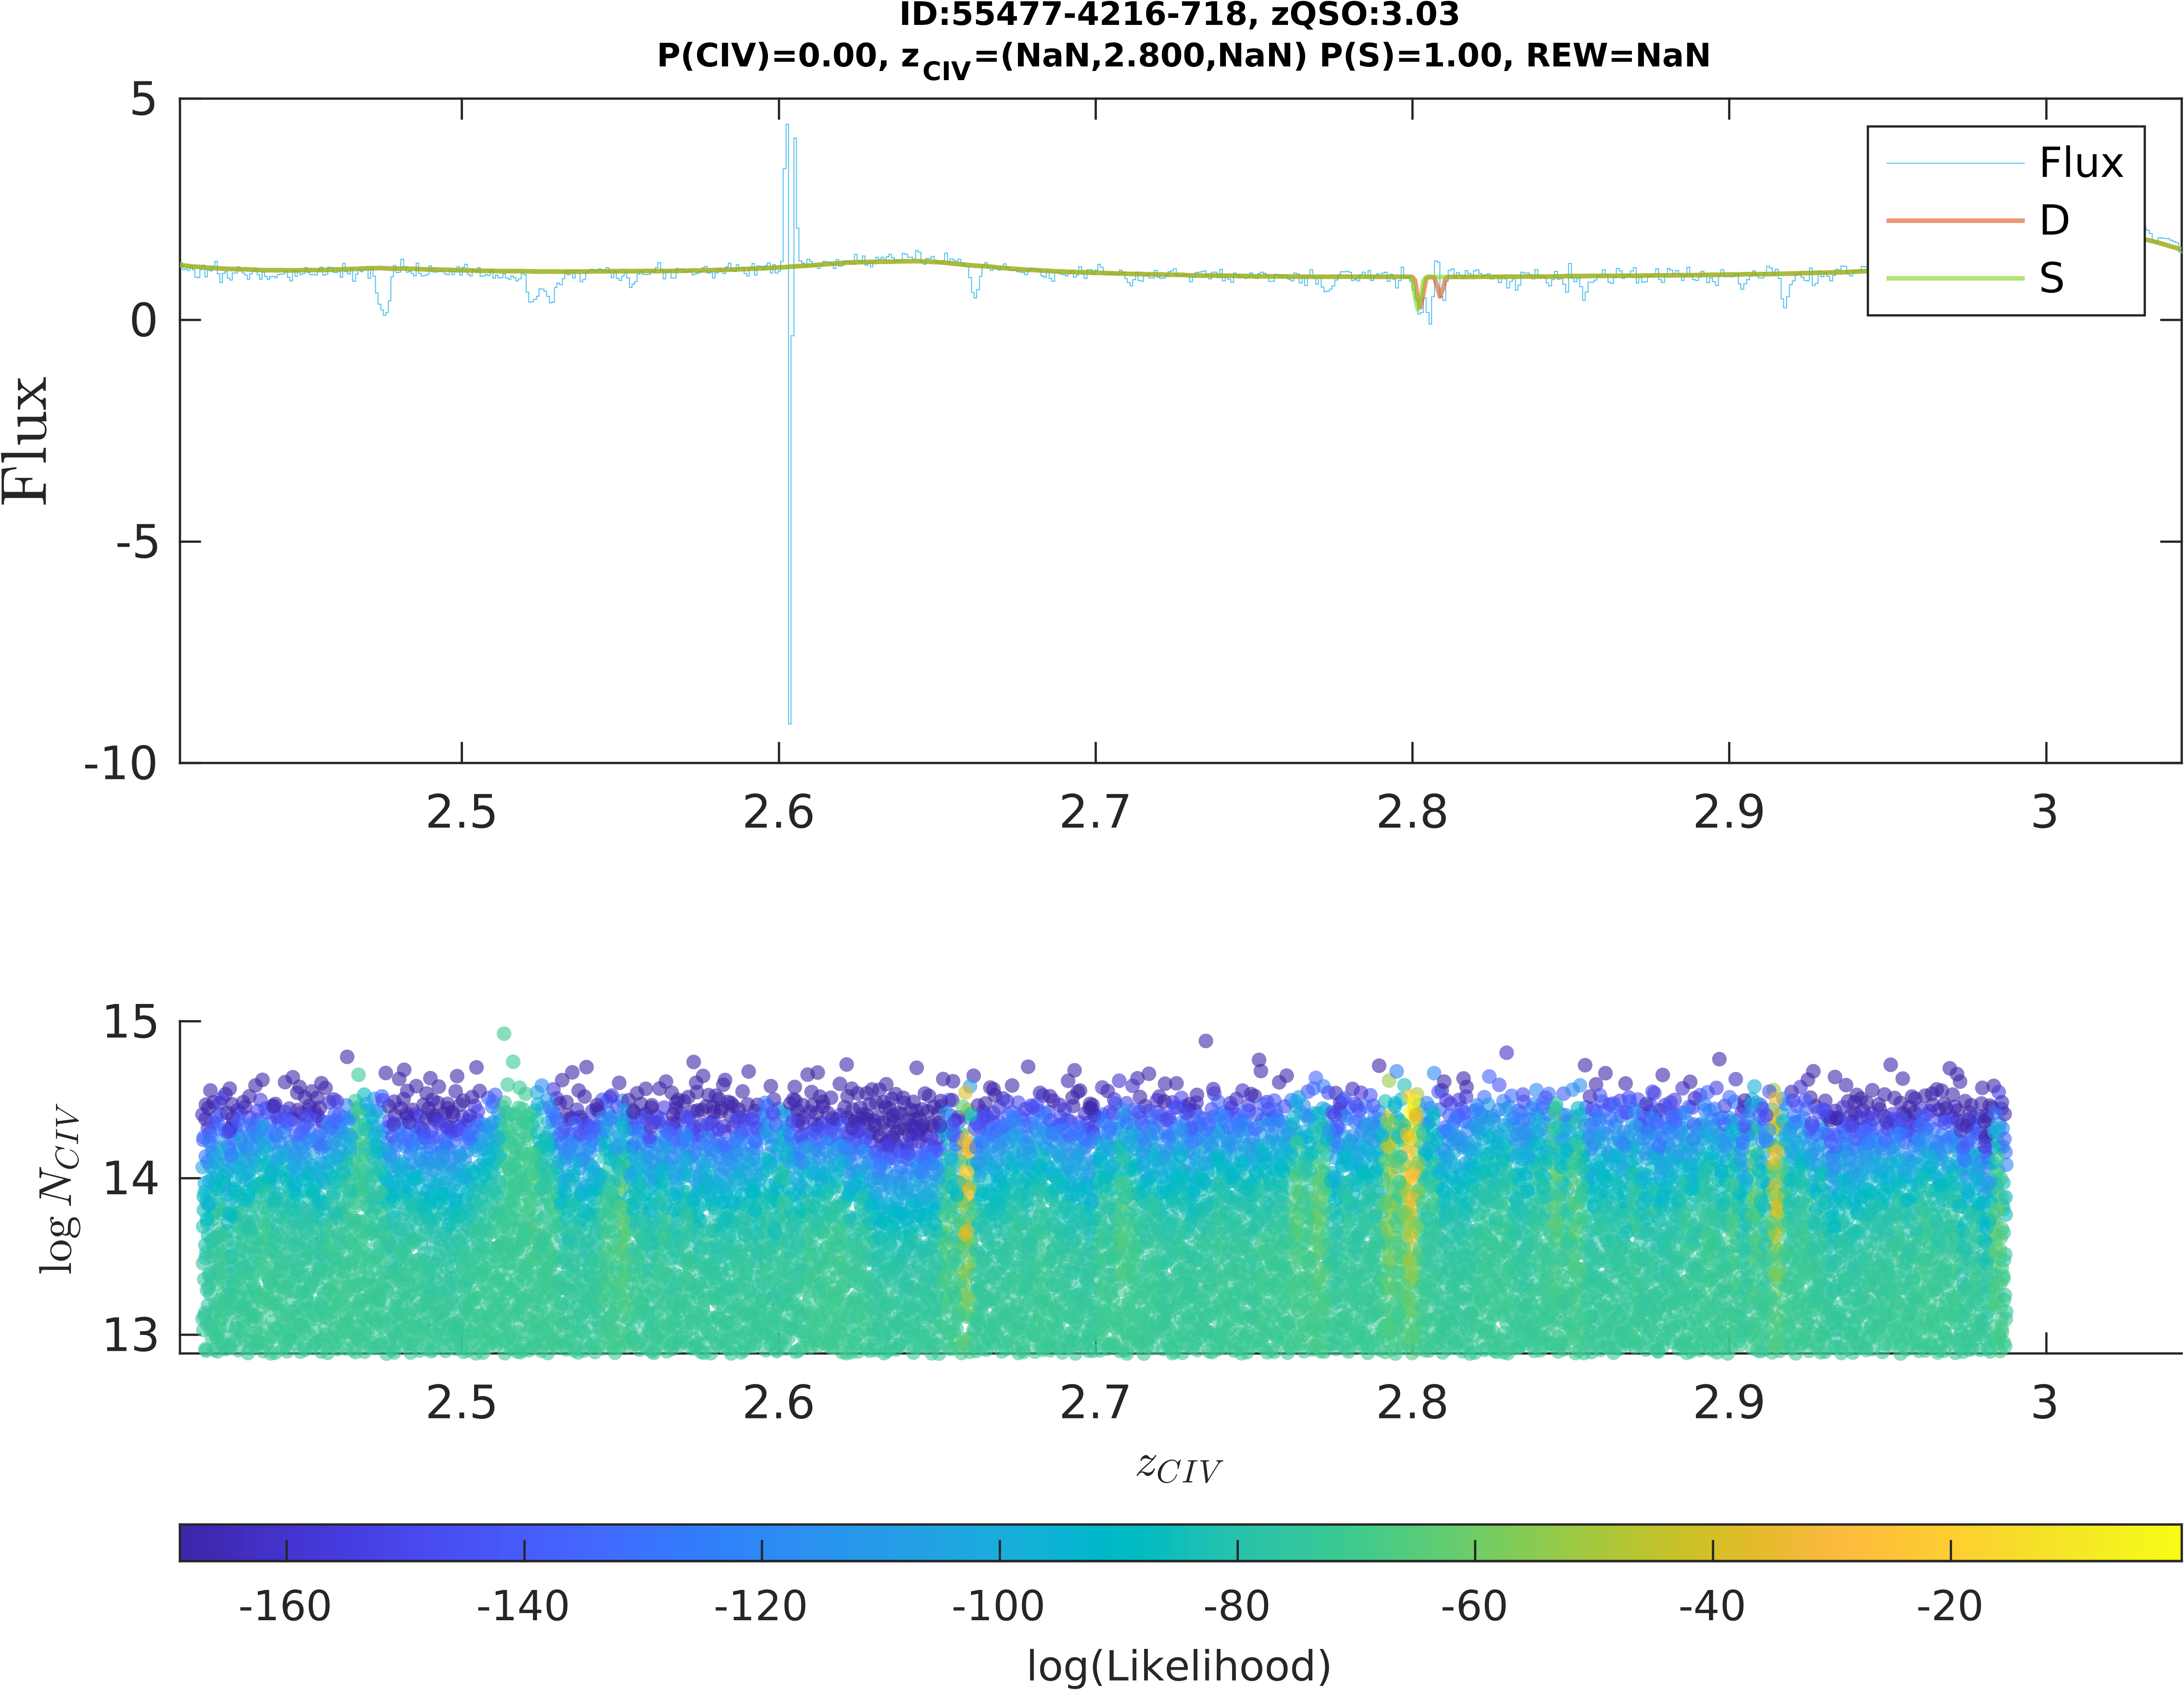 ID:55477-4216-718, zQSO:3.03
P(CIV)=0.00, z_CIV=(NaN,2.800,NaN) P(S)=1.00, REW=NaN
5
0
-5
-10
Flux
Flux
D
S
2.5 2.6 2.7 2.8 2.9 3
15
14
13
log N_CIV
2.5 2.6 2.7 2.8 2.9 3
z_CIV
-160 -140 -120 -100 -80 -60 -40 -20
log(Likelihood)